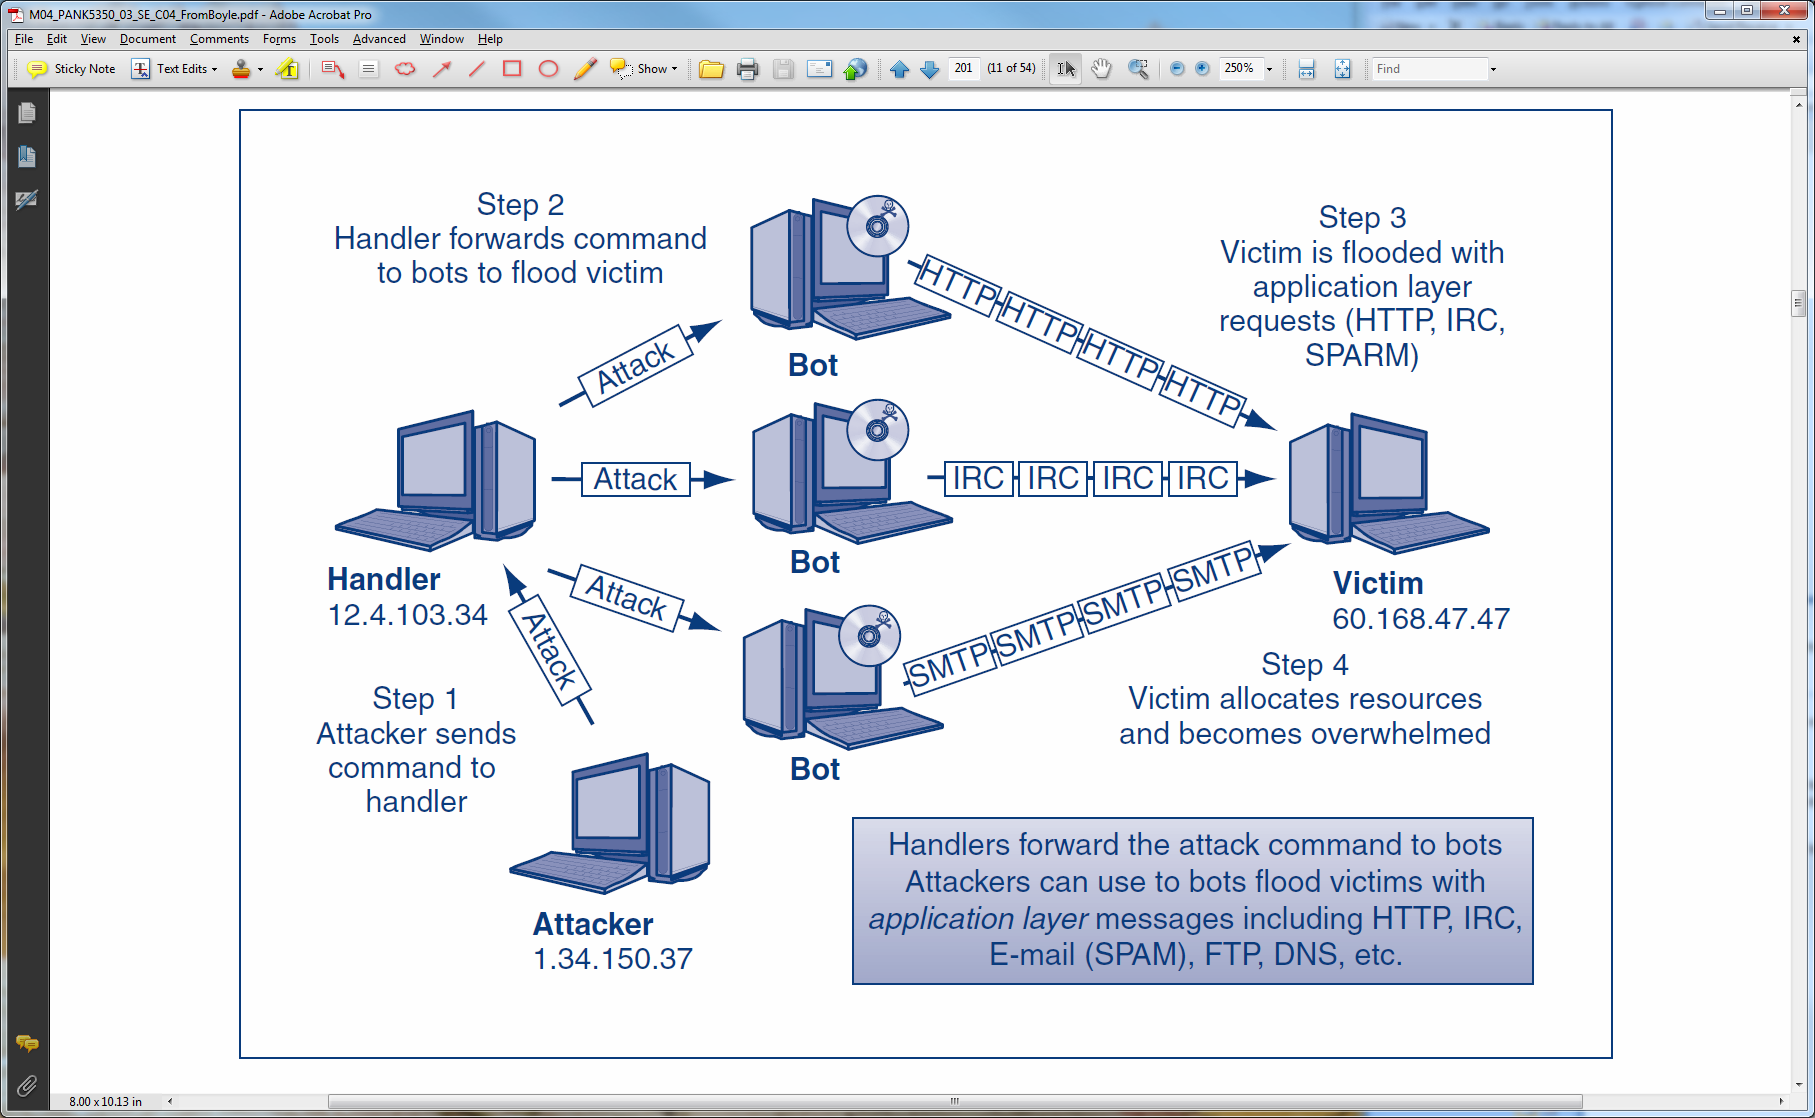 M04_PANK5350_03_SE_C04_FromBoyle.pdf - Adobe Acrobat Pro
File Edit View Document Comments Forms Tools Advanced Window Help
Sticky Note Text Edits Show 201 (11 of 54) 250% Find
Step 2
Handler forwards command
to bots to flood victim
Step 3
Victim is flooded with
application layer
requests (HTTP, IRC,
SPARM)
Attack
Bot
HTTP HTTP HTTP HTTP
Attack
Bot
IRC IRC IRC IRC
Handler
12.4.103.34
Attack
Attack
Bot
SMTP SMTP SMTP SMTP
Victim
60.168.47.47
Step 1
Attacker sends
command to
handler
Step 4
Victim allocates resources
and becomes overwhelmed
Attacker
1.34.150.37
Handlers forward the attack command to bots
Attackers can use to bots flood victims with
application layer messages including HTTP, IRC,
E-mail (SPAM), FTP, DNS, etc.
8.00 x 10.13 in